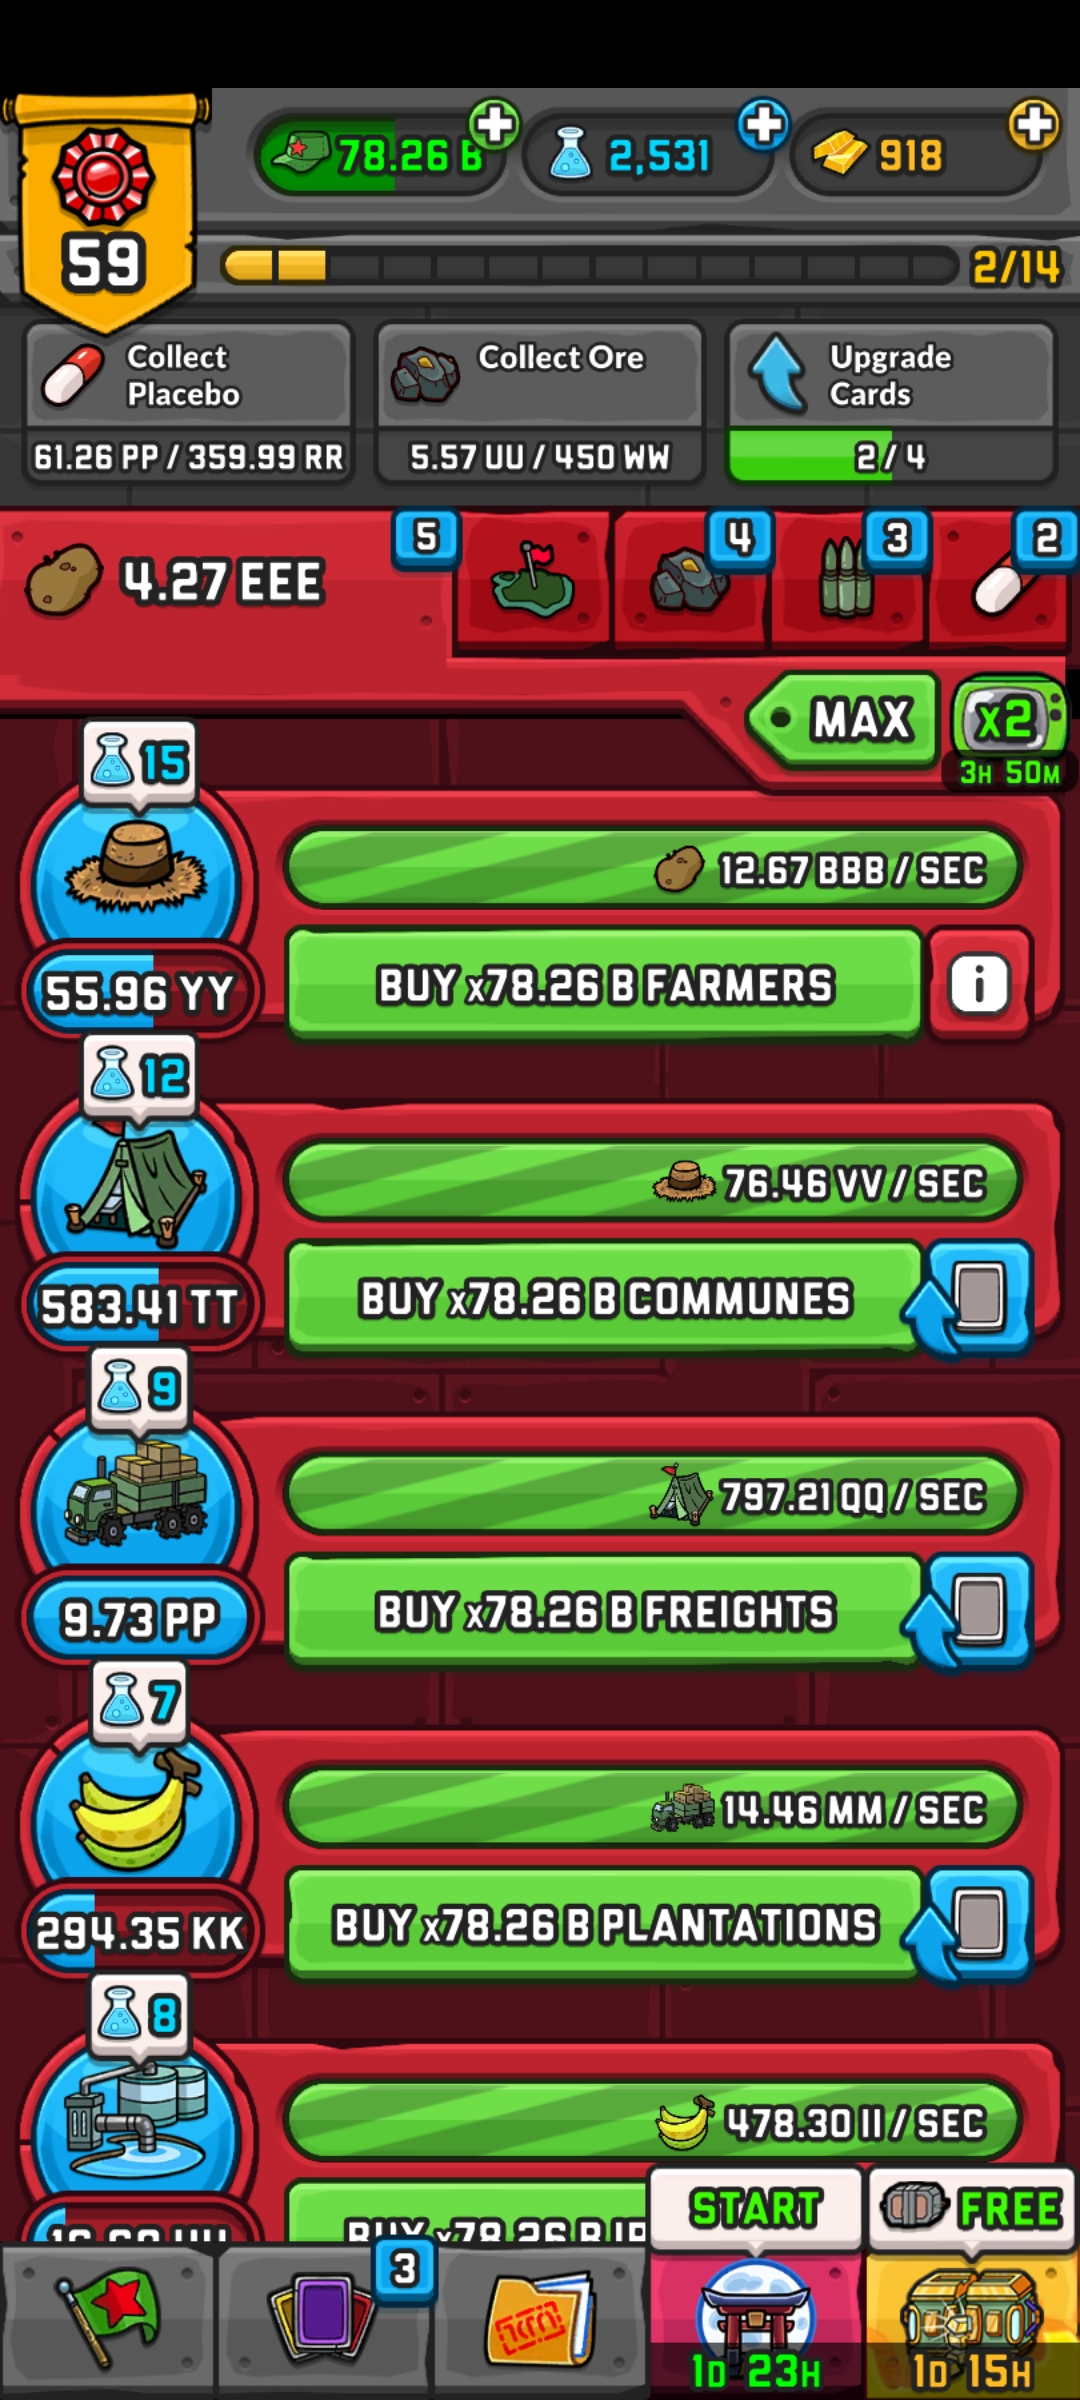 78.26 B
2,531
918
59
2/14
Collect
Placebo
61.26 PP / 359.99 RR
Collect Ore
5.57 UU / 450 WW
Upgrade
Cards
2/ 4
4.27 EEE
5
4
3
2
MAX
x2
3H 50M
15
12.67 BBB / SEC
55.96 YY
BUY x78.26 B FARMERS
i
12
76.46 VV / SEC
583.41 TT
BUY x78.26 B COMMUNES
9
797.21 QQ / SEC
9.73 PP
BUY x78.26 B FREIGHTS
7
14.46 MM / SEC
294.35 KK
BUY x78.26 B PLANTATIONS
8
478.30 II / SEC
BUY x78.26 B
START
FREE
3
1D 23H
1D 15H